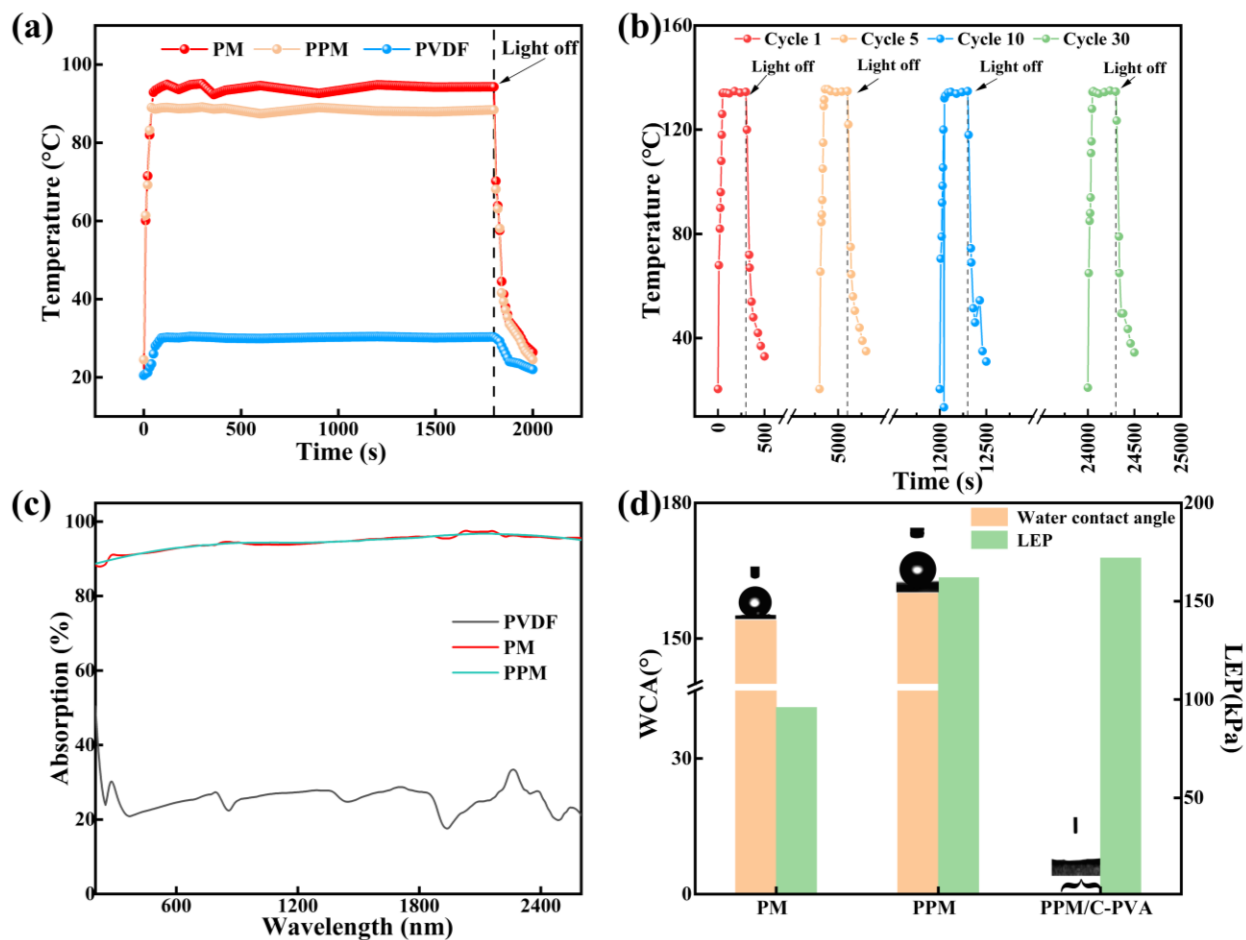 (a)
PM PPM PVDF
Light off
100
80
60
40
20
Temperature (°C)
0 500 1000 1500 2000
Time (s)
(b)
Cycle 1 Cycle 5 Cycle 10 Cycle 30
Light off Light off Light off Light off
160
120
80
40
Temperature (°C)
0 500 5000 12000 12500 24000 24500 25000
Time (s)
(c)
100
80
60
40
20
0
Absorption (%)
PVDF
PM
PPM
600 1200 1800 2400
Wavelength (nm)
(d)
Water contact angle
LEP
180
150
30
0
WCA(°)
200
150
100
50
LEP(kPa)
PM PPM PPM/C-PVA